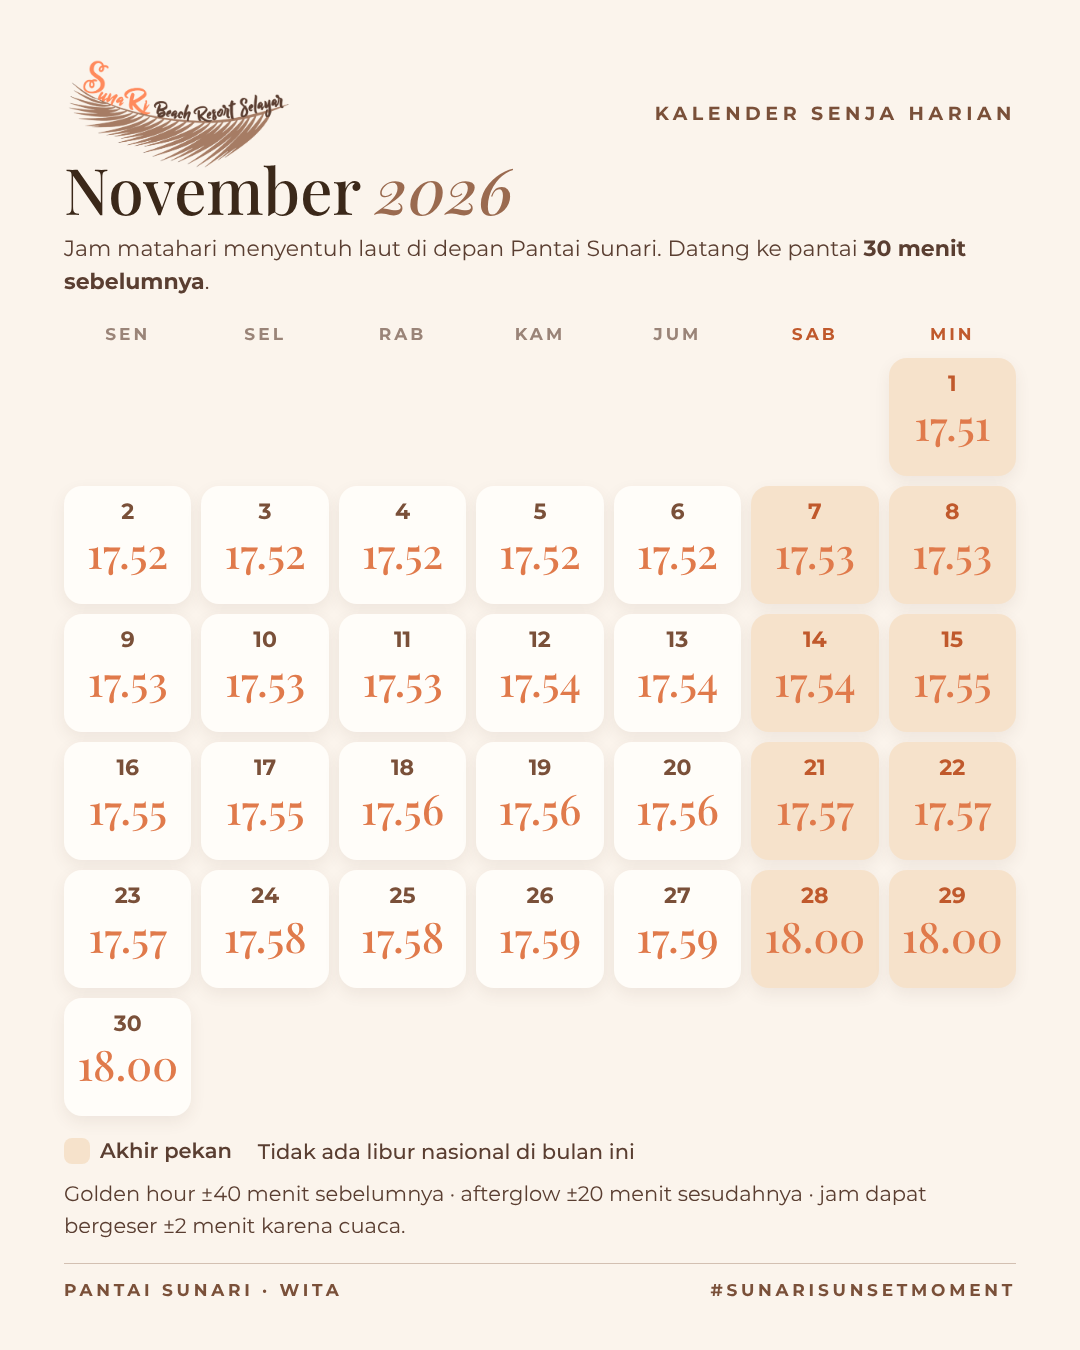 SunaRi Beach Resort Selayar
KALENDER SENJA HARIAN
November 2026
Jam matahari menyentuh laut di depan Pantai Sunari. Datang ke pantai 30 menit
sebelumnya.
SEN SEL RAB KAM JUM SAB MIN
1
17.51
2 3 4 5 6 7 8
17.52 17.52 17.52 17.52 17.52 17.53 17.53
9 10 11 12 13 14 15
17.53 17.53 17.53 17.54 17.54 17.54 17.55
16 17 18 19 20 21 22
17.55 17.55 17.56 17.56 17.56 17.57 17.57
23 24 25 26 27 28 29
17.57 17.58 17.58 17.59 17.59 18.00 18.00
30
18.00
Akhir pekan Tidak ada libur nasional di bulan ini
Golden hour ±40 menit sebelumnya · afterglow ±20 menit sesudahnya · jam dapat
bergeser ±2 menit karena cuaca.
PANTAI SUNARI · WITA #SUNARISUNSETMOMENT